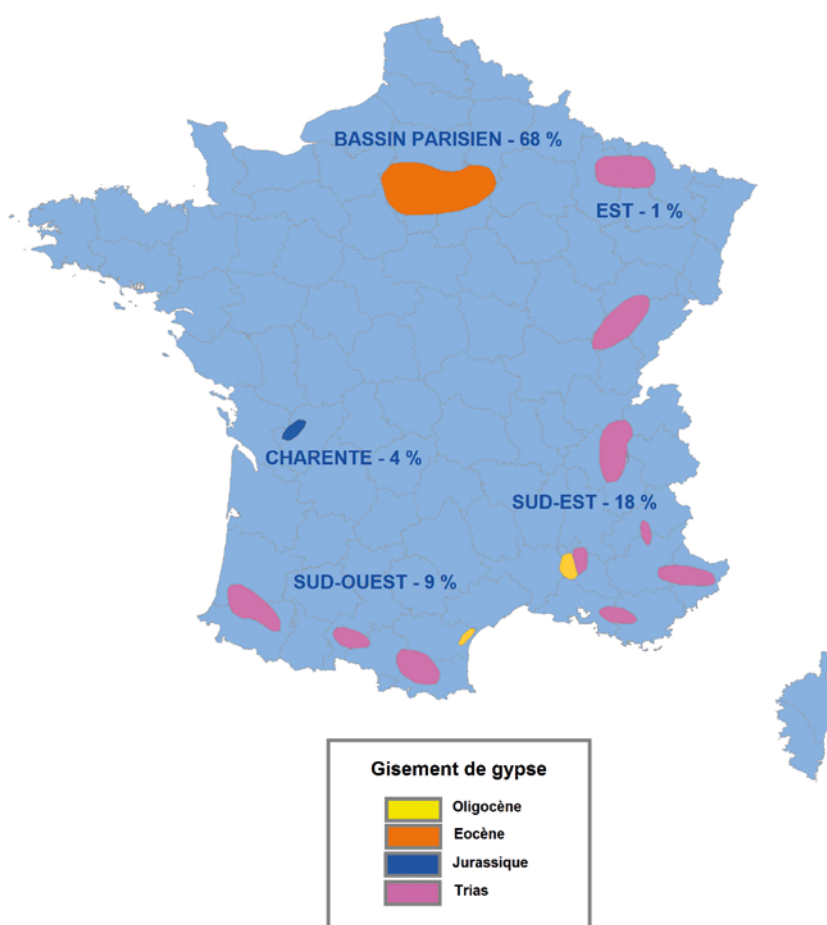 BASSIN PARISIEN - 68 %
EST - 1 %
CHARENTE - 4 %
SUD-EST - 18 %
SUD-OUEST - 9 %
Gisement de gypse
Oligocène
Eocène
Jurassique
Trias